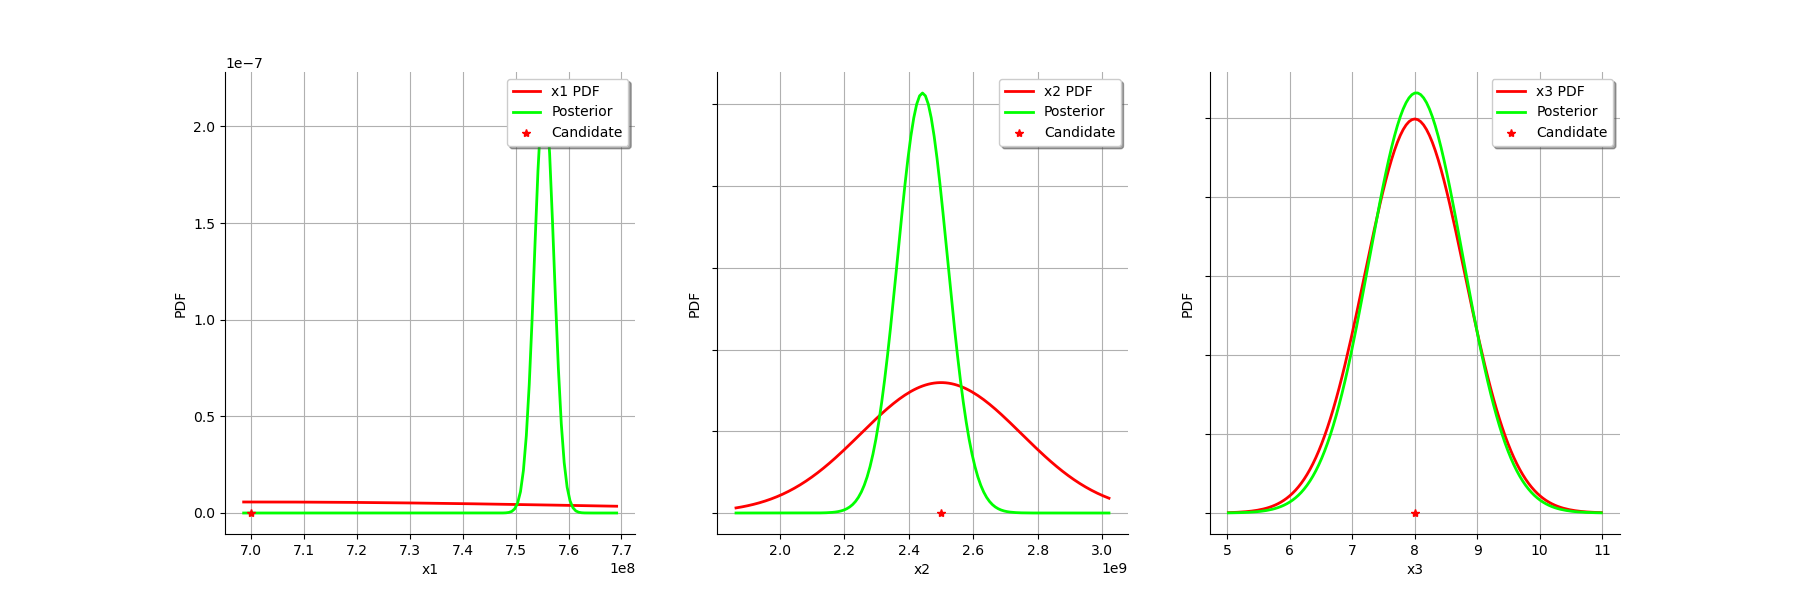 1e−7
x1 PDF
Posterior
Candidate
2.0
1.5
1.0
0.5
0.0
PDF
7.0 7.1 7.2 7.3 7.4 7.5 7.6 7.7
x1
1e8
x2 PDF
Posterior
Candidate
PDF
2.0 2.2 2.4 2.6 2.8 3.0
x2
1e9
x3 PDF
Posterior
Candidate
PDF
5 6 7 8 9 10 11
x3